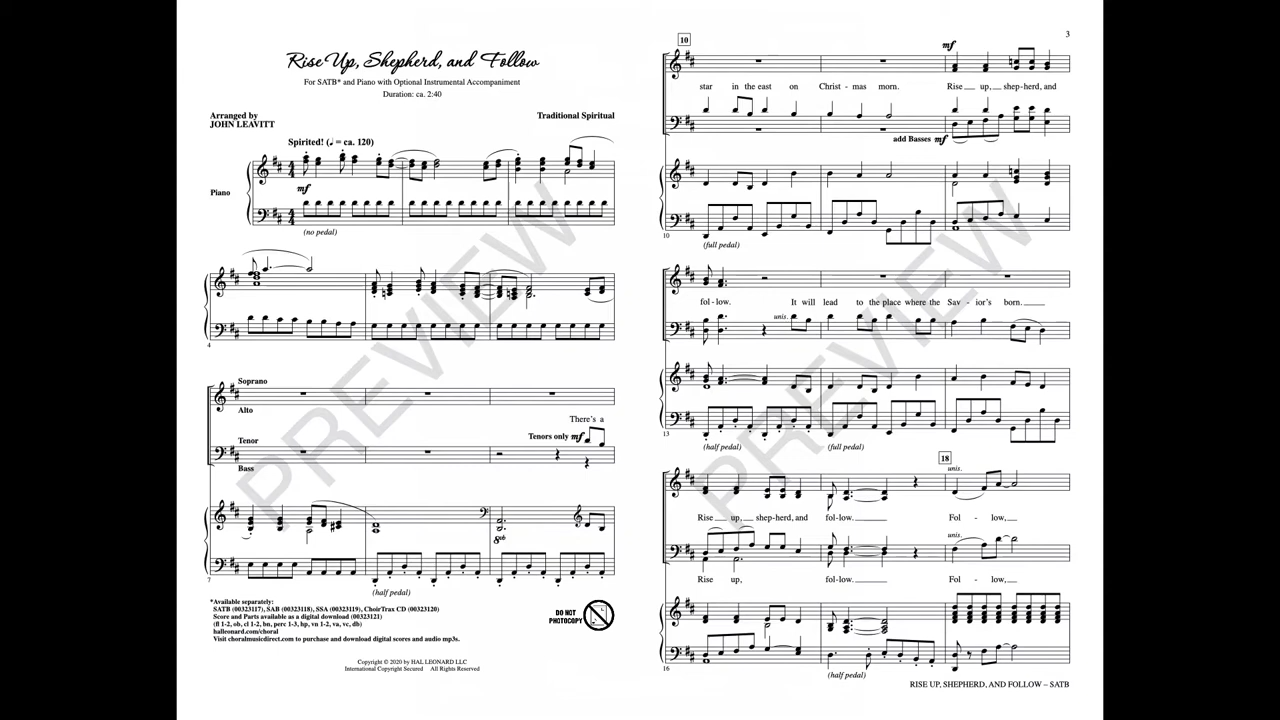 Rise Up, Shepherd, and Follow
For SATB* and Piano with Optional Instrumental Accompaniment
Duration: ca. 2:40
Arranged by
JOHN LEAVITT
Traditional Spiritual
Spirited! (♩ = ca. 120)
Piano
mf
(no pedal)
4
Soprano
Alto
There's a
Tenor
Tenors only mf
Bass
7
(half pedal)
*Available separately:
SATB (00323117), SAB (00323118), SSA (00323119), ChoirTrax CD (00323120)
Score and Parts available as a digital download (00323121)
(fl 1-2, ob, cl 1-2, bn, perc 1-3, hp, vn 1-2, va, vc, db)
halleonard.com/choral
Visit choralmusicdirect.com to purchase and download digital scores and audio mp3s.
DO NOT
PHOTOCOPY
Copyright © 2020 by HAL LEONARD LLC
International Copyright Secured All Rights Reserved
PREVIEW
3
10
mf
star in the east on Christ - mas morn. Rise up, shep-herd, and
add Basses mf
10
(full pedal)
fol-low. It will lead to the place where the Sav - ior's born.
unis.
13
(half pedal) (full pedal)
18
unis.
Rise up, shep-herd, and fol-low. Fol - low,
unis.
Rise up, fol-low. Fol - low,
16
(half pedal)
RISE UP, SHEPHERD, AND FOLLOW – SATB
PREVIEW